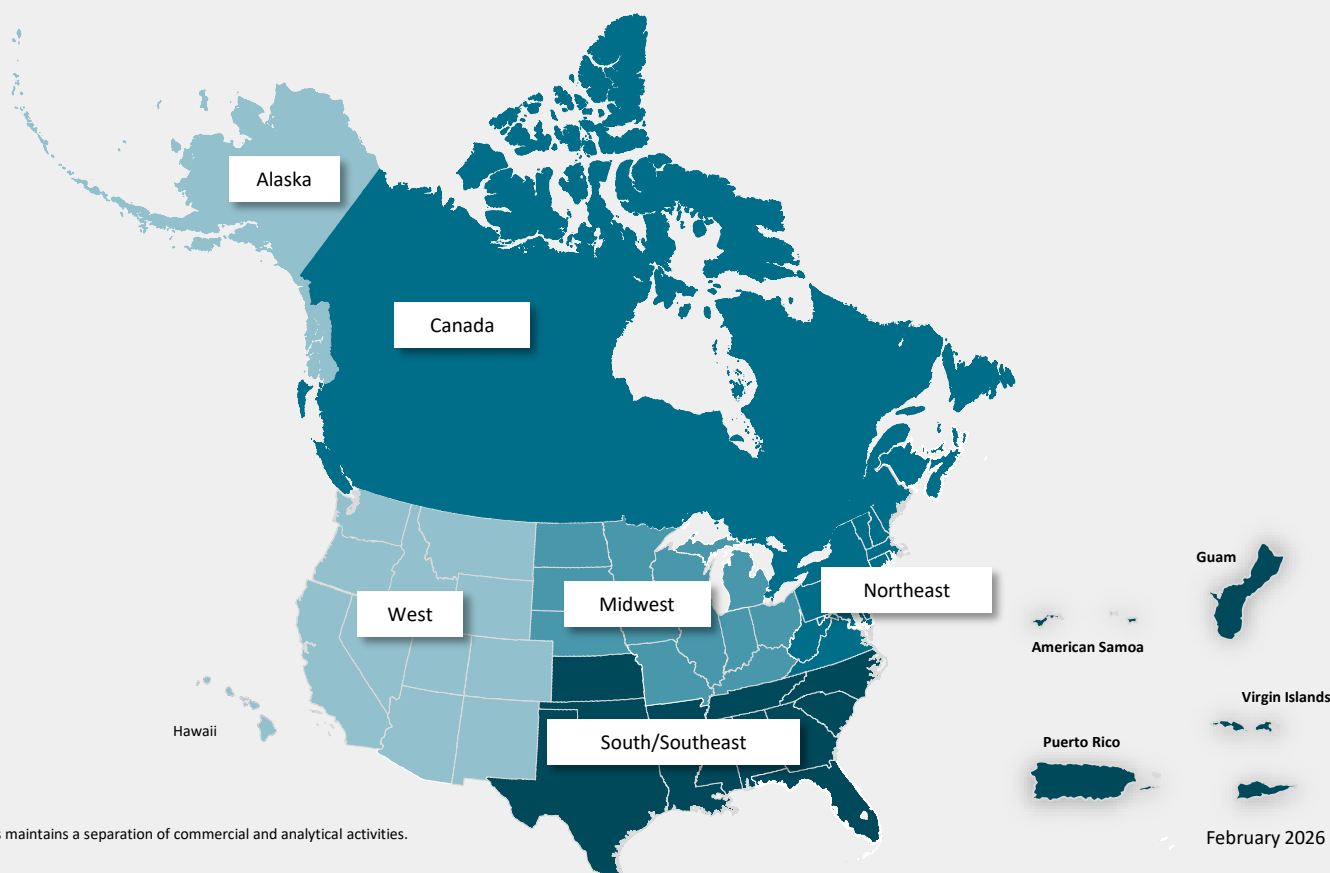 Alaska
Canada
Guam
Northeast
Midwest
West
American Samoa
Virgin Islands
Hawaii
South/Southeast
Puerto Rico
maintains a separation of commercial and analytical activities.
February 2026